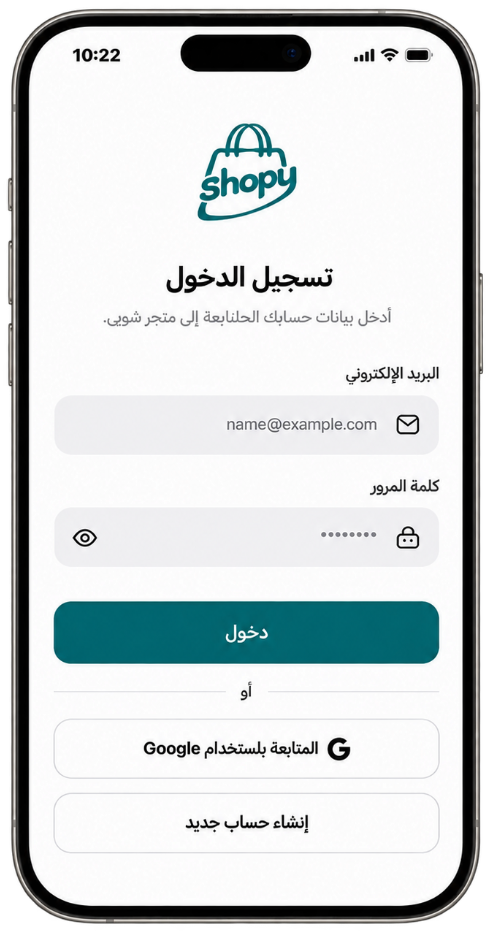 10:22
shopy
تسجيل الدخول
أدخل بيانات حسابك الحلنابعة إلى متجر شوبى.
البريد الإلكتروني
name@example.com
كلمة المرور
دخول
أو
المتابعة بلستخدام Google
إنشاء حساب جديد